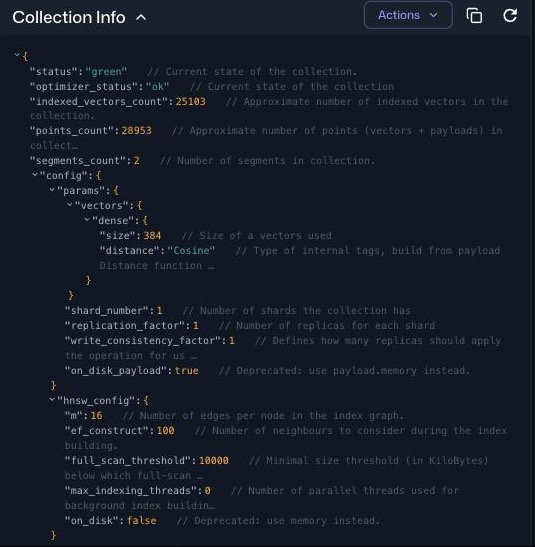 Collection Info
Actions
{
"status":"green" // Current state of the collection.
"optimizer_status":"ok" // Current state of the collection
"indexed_vectors_count":25103 // Approximate number of indexed vectors in the
collection.
"points_count":28953 // Approximate number of points (vectors + payloads) in
collect…
"segments_count":2 // Number of segments in collection.
"config":{
"params":{
"vectors":{
"dense":{
"size":384 // Size of a vectors used
"distance":"Cosine" // Type of internal tags, build from payload
Distance function …
}
}
"shard_number":1 // Number of shards the collection has
"replication_factor":1 // Number of replicas for each shard
"write_consistency_factor":1 // Defines how many replicas should apply
the operation for us …
"on_disk_payload":true // Deprecated: use payload.memory instead.
}
"hnsw_config":{
"m":16 // Number of edges per node in the index graph.
"ef_construct":100 // Number of neighbours to consider during the index
building.
"full_scan_threshold":10000 // Minimal size threshold (in KiloBytes)
below which full-scan …
"max_indexing_threads":0 // Number of parallel threads used for
background index buildin…
"on_disk":false // Deprecated: use memory instead.
}